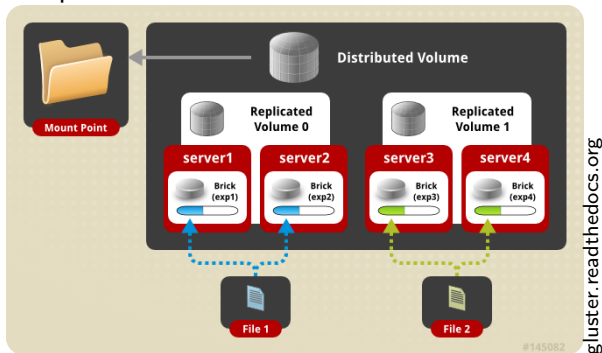 Distributed Volume
Mount Point
Replicated
Volume 0
Replicated
Volume 1
server1
server2
server3
server4
Brick
(exp1)
Brick
(exp2)
Brick
(exp3)
Brick
(exp4)
File 1
File 2
#145082
gluster.readthedocs.org